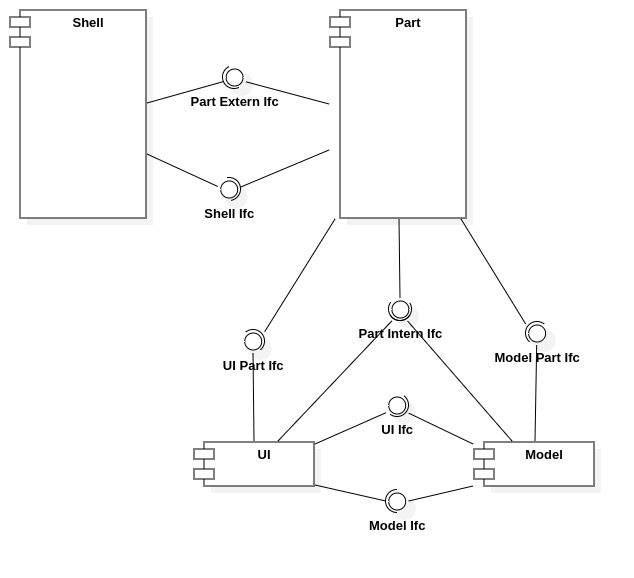 Shell
Part
Part Extern Ifc
Shell Ifc
Part Intern Ifc
UI Part Ifc
Model Part Ifc
UI Ifc
UI
Model
Model Ifc